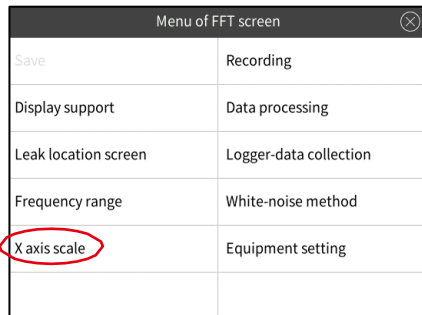 Menu of FFT screen
Save
Recording
Display support
Data processing
Leak location screen
Logger-data collection
Frequency range
White-noise method
X axis scale
Equipment setting